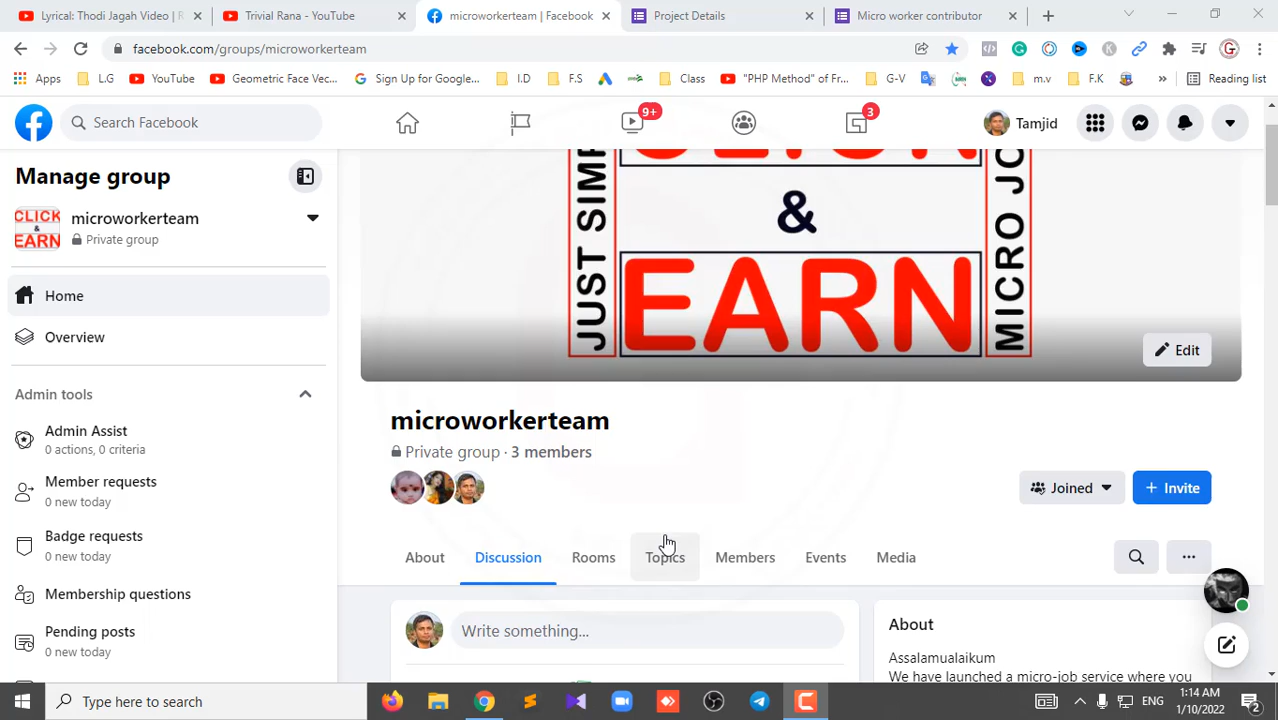 Lyrical: Thodi Jagah Video | R
Trivial Rana - YouTube
microworkerteam | Facebook
Project Details
Micro worker contributor
facebook.com/groups/microworkerteam
Apps
L.G
YouTube
Geometric Face Vec...
Sign Up for Google...
I.D
F.S
Class
"PHP Method" of Fr...
G-V
m.v
F.K
»
Reading list
Search Facebook
9+
3
Tamjid
Manage group
CLICK
&
EARN
microworkerteam
Private group
Home
Overview
Admin tools
Admin Assist
0 actions, 0 criteria
Member requests
0 new today
Badge requests
0 new today
Membership questions
Pending posts
0 new today
&
EARN
Edit
microworkerteam
Private group · 3 members
Joined
+ Invite
About
Discussion
Rooms
Topics
Members
Events
Media
Write something...
About
Assalamualaikum
We have launched a micro-job service where you
Type here to search
ENG
1:14 AM
1/10/2022
2